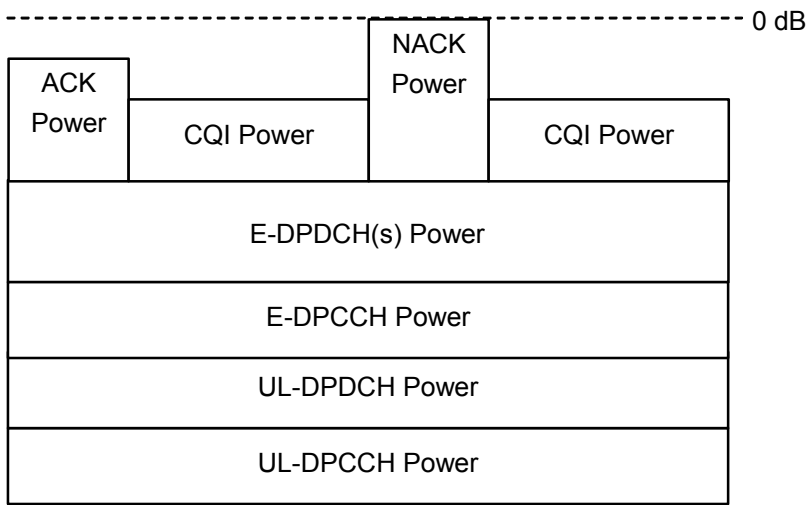 0 dB
NACK
Power
ACK
Power
CQI Power
CQI Power
E-DPDCH(s) Power
E-DPCCH Power
UL-DPDCH Power
UL-DPCCH Power